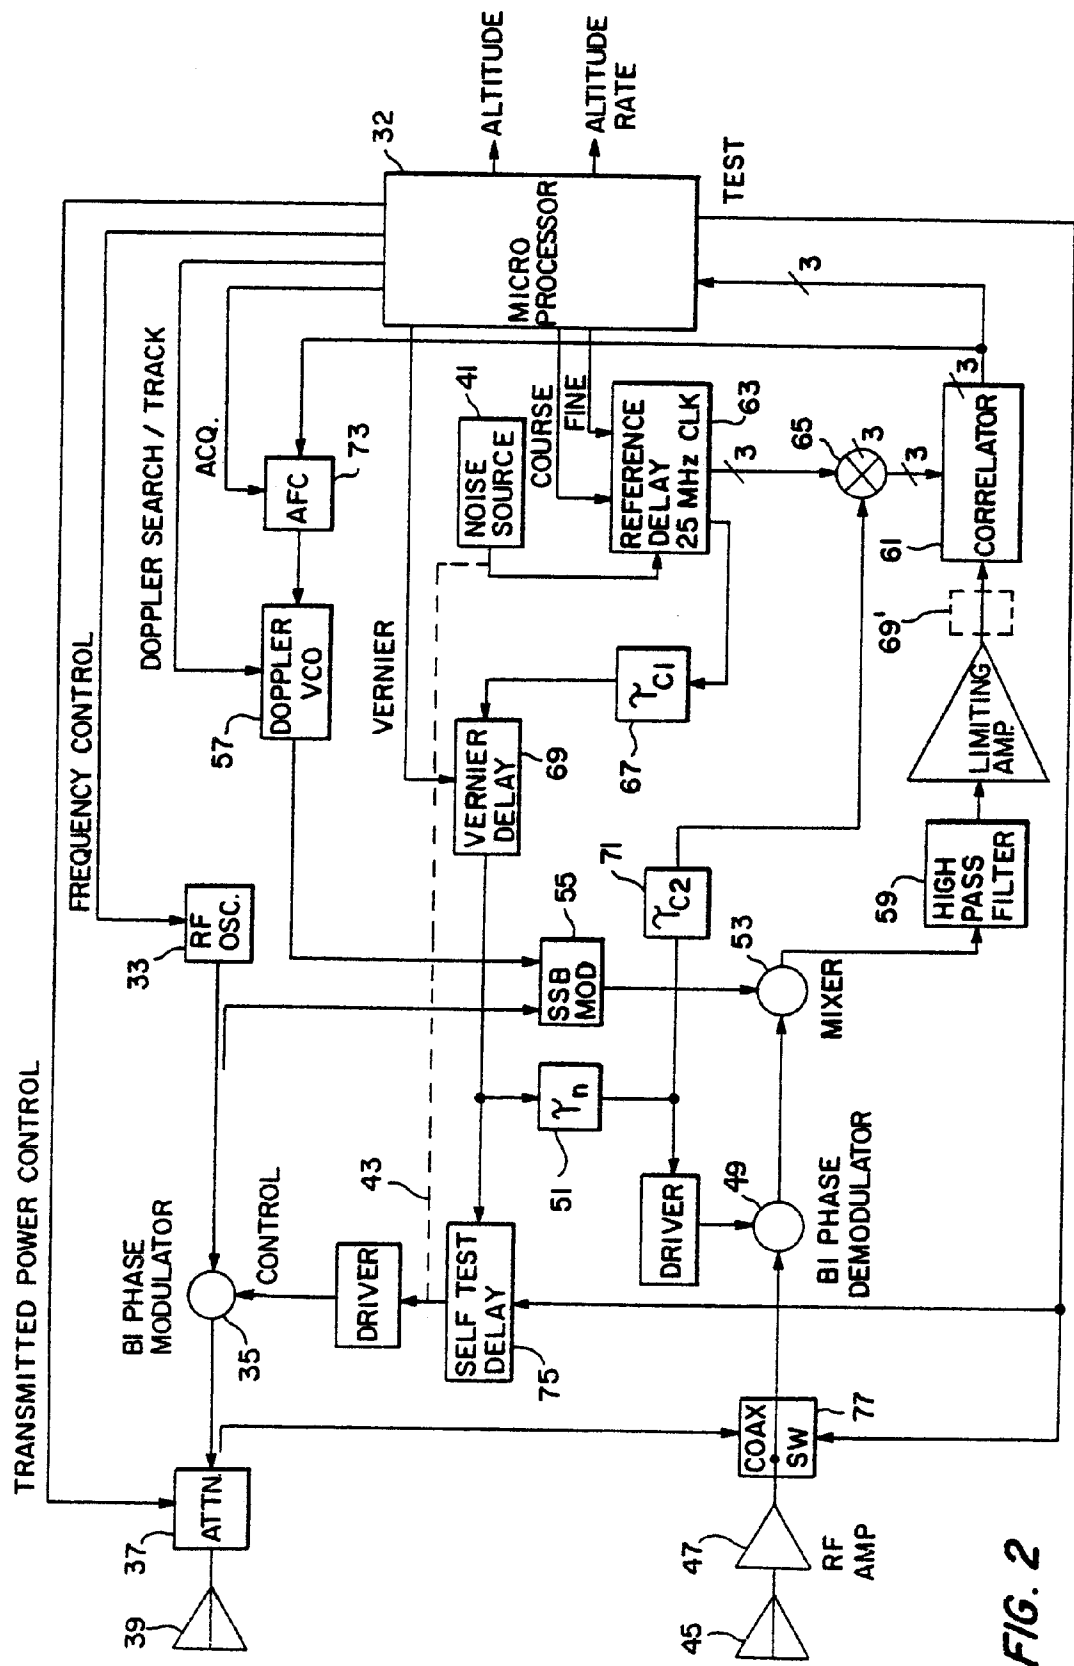 TRANSMITTED POWER CONTROL
FREQUENCY CONTROL
DOPPLER SEARCH / TRACK
ACQ.
37
ATTN.
39
BI PHASE
MODULATOR
35
CONTROL
DRIVER
33
RF
OSC.
57
DOPPLER
VCO
AFC
73
32
MICRO
PROCESSOR
ALTITUDE
ALTITUDE
RATE
TEST
43
VERNIER
NOISE
SOURCE
41
COURSE
FINE
SELF TEST
DELAY
75
VERNIER
DELAY
69
REFERENCE
DELAY
25 MHz CLK
63
3
3
τn
51
SSB
MOD
55
τC1
67
DRIVER
τC2
71
65
3
3
COAX
SW
77
49
BI PHASE
DEMODULATOR
53
MIXER
59
HIGH
PASS
FILTER
LIMITING
AMP.
69'
61
CORRELATOR
3
45
47
RF
AMP
FIG. 2